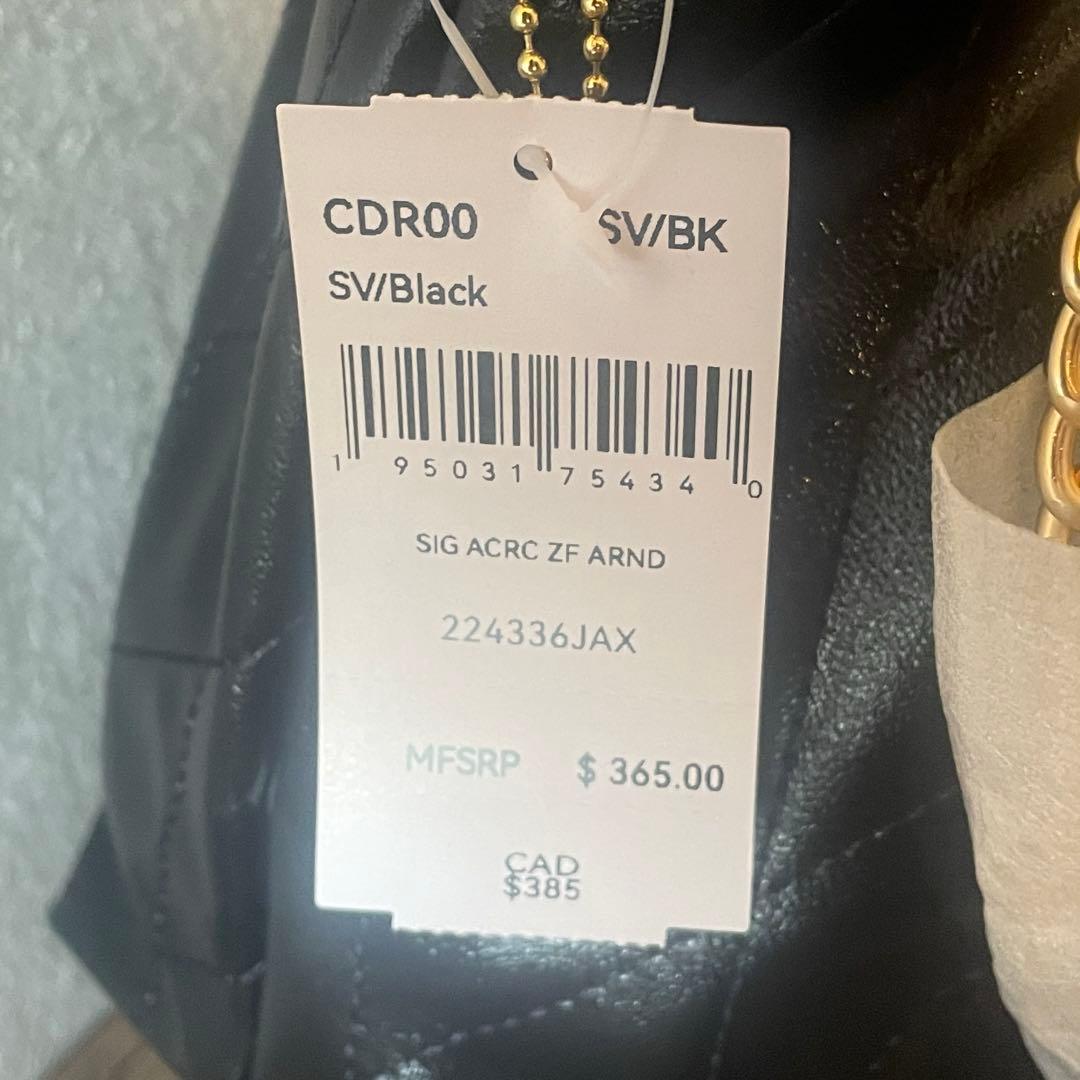 CDR00 SV/BK
SV/Black
1 95031 75434 0
SIG ACRC ZF ARND
224336JAX
MFSRP $ 365.00
CAD
$385